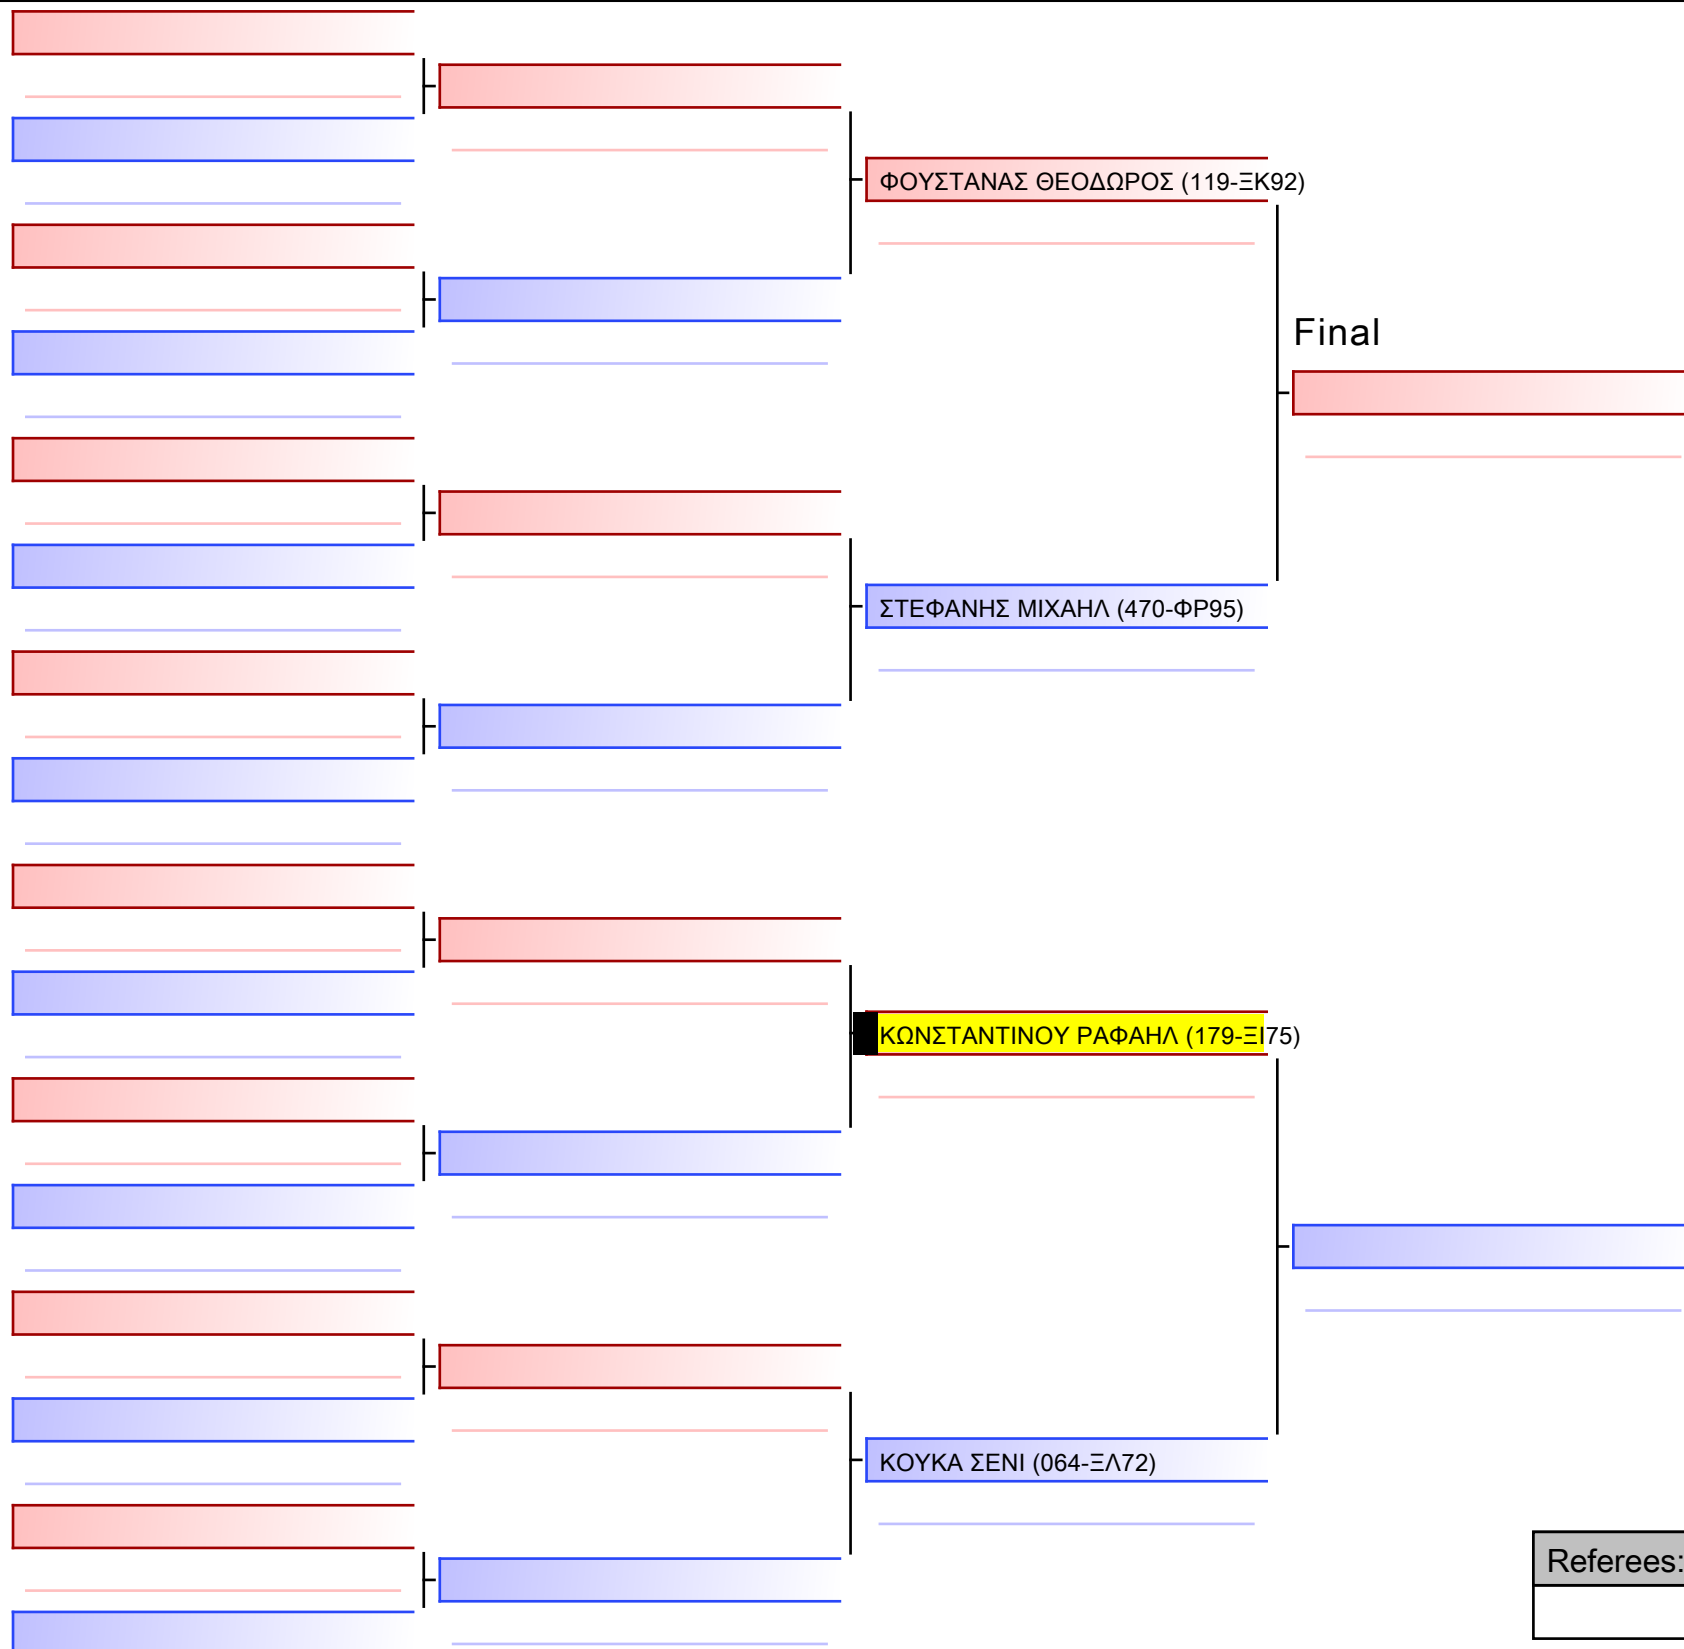 ΦΟΥΣΤΑΝΑΣ ΘΕΟΔΩΡΟΣ (119-ΞΚ92)
Final
ΣΤΕΦΑΝΗΣ ΜΙΧΑΗΛ (470-ΦΡ95)
ΚΩΝΣΤΑΝΤΙΝΟΥ ΡΑΦΑΗΛ (179-ΞΙ75)
ΚΟΥΚΑ ΣΕΝΙ (064-ΞΛ72)
Referees: